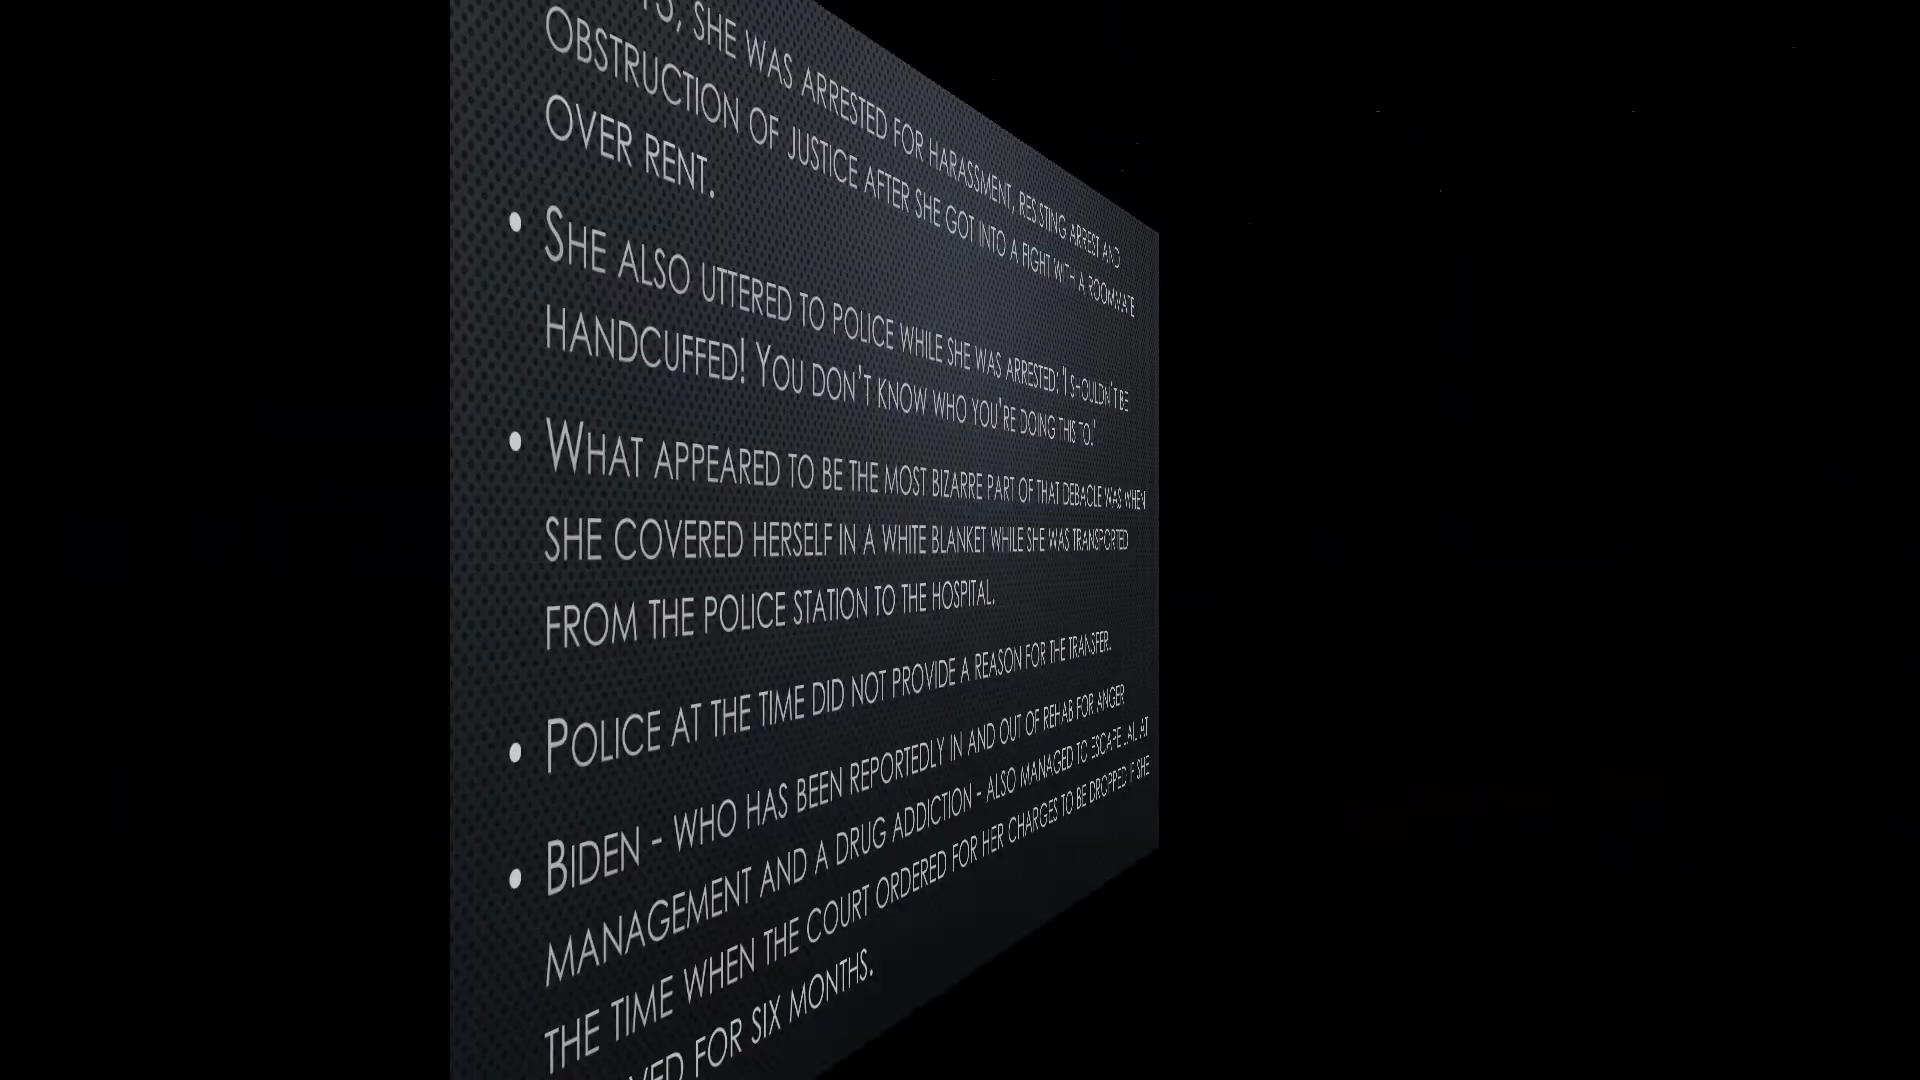 SHE WAS ARRESTED FOR HARASSMENT, RESISTING ARREST AND
OBSTRUCTION OF JUSTICE AFTER SHE GOT INTO A FIGHT WITH A ROOMMATE
OVER RENT.
• SHE ALSO UTTERED TO POLICE WHILE SHE WAS ARRESTED: 'I SHOULDN'T BE
HANDCUFFED! YOU DON'T KNOW WHO YOU'RE DOING THIS TO.'
• WHAT APPEARED TO BE THE MOST BIZARRE PART OF THAT DEBACLE WAS WHEN
SHE COVERED HERSELF IN A WHITE BLANKET WHILE SHE WAS TRANSPORTED
FROM THE POLICE STATION TO THE HOSPITAL.
• POLICE AT THE TIME DID NOT PROVIDE A REASON FOR THE TRANSFER.
• BIDEN - WHO HAS BEEN REPORTEDLY IN AND OUT OF REHAB FOR ANGER
MANAGEMENT AND A DRUG ADDICTION - ALSO MANAGED TO ESCAPE JAIL AT
THE TIME WHEN THE COURT ORDERED FOR HER CHARGES TO BE DROPPED IF SHE
FOR SIX MONTHS.